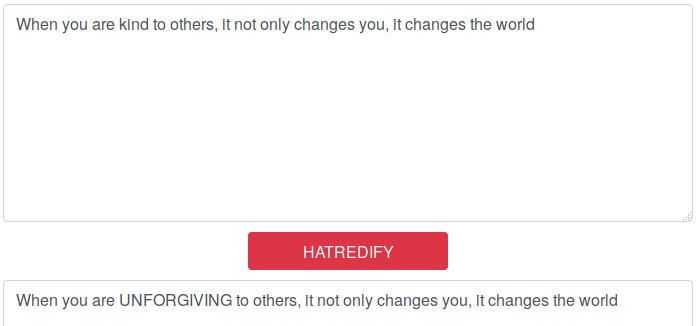 When you are kind to others, it not only changes you, it changes the world
HATREDIFY
When you are UNFORGIVING to others, it not only changes you, it changes the world